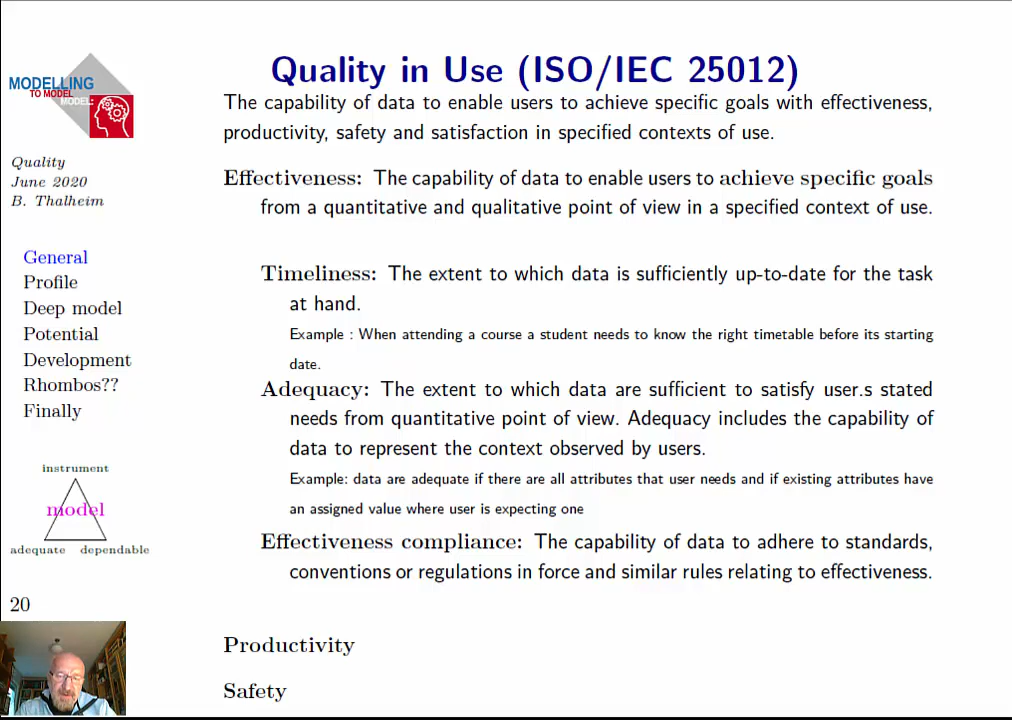 Quality in Use (ISO/IEC 25012)
MODELLING
TO MODEL
MODEL:
The capability of data to enable users to achieve specific goals with effectiveness,
productivity, safety and satisfaction in specified contexts of use.
Quality
June 2020
B. Thalheim
Effectiveness: The capability of data to enable users to achieve specific goals
from a quantitative and qualitative point of view in a specified context of use.
General
Profile
Deep model
Potential
Development
Rhombos??
Finally
Timeliness: The extent to which data is sufficiently up-to-date for the task
at hand.
Example : When attending a course a student needs to know the right timetable before its starting
date.
Adequacy: The extent to which data are sufficient to satisfy user.s stated
needs from quantitative point of view. Adequacy includes the capability of
data to represent the context observed by users.
Example: data are adequate if there are all attributes that user needs and if existing attributes have
an assigned value where user is expecting one
Effectiveness compliance: The capability of data to adhere to standards,
conventions or regulations in force and similar rules relating to effectiveness.
instrument
model
adequate dependable
20
Productivity
Safety